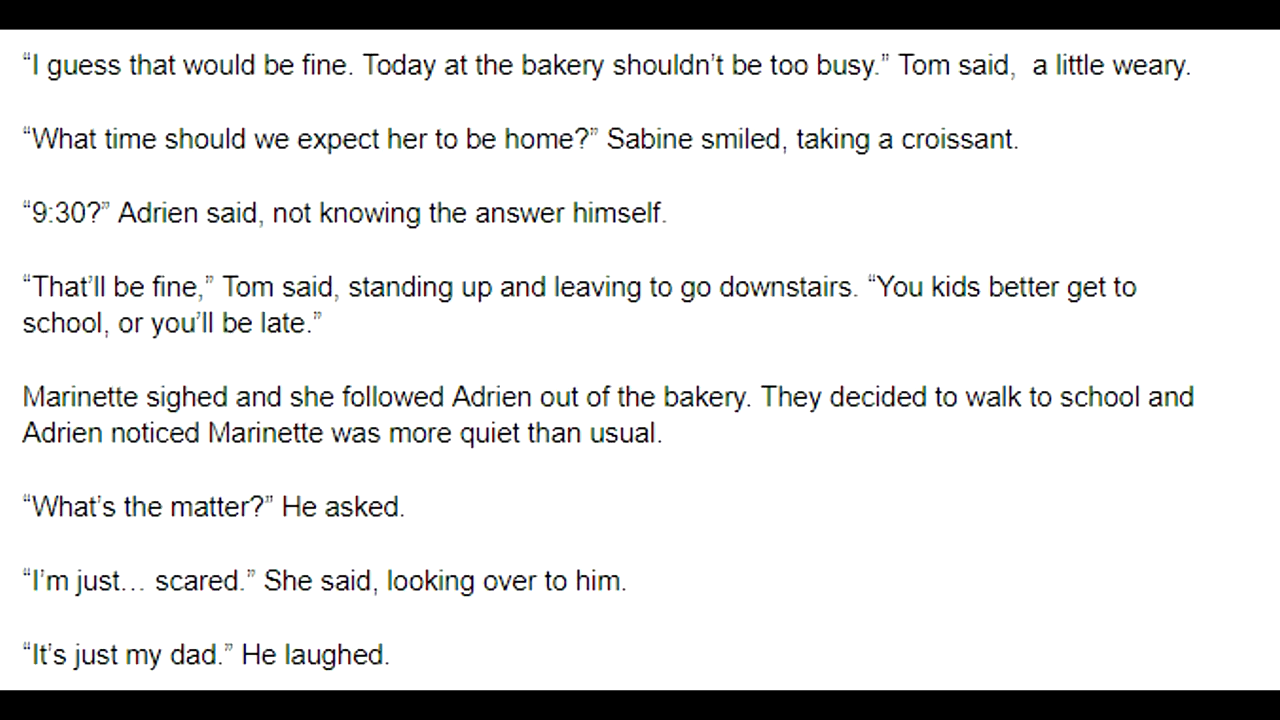 “I guess that would be fine. Today at the bakery shouldn’t be too busy.” Tom said,  a little weary.
“What time should we expect her to be home?” Sabine smiled, taking a croissant.
“9:30?” Adrien said, not knowing the answer himself.
“That’ll be fine,” Tom said, standing up and leaving to go downstairs. “You kids better get to
school, or you’ll be late.”
Marinette sighed and she followed Adrien out of the bakery. They decided to walk to school and
Adrien noticed Marinette was more quiet than usual.
“What’s the matter?” He asked.
“I’m just… scared.” She said, looking over to him.
“It’s just my dad.” He laughed.